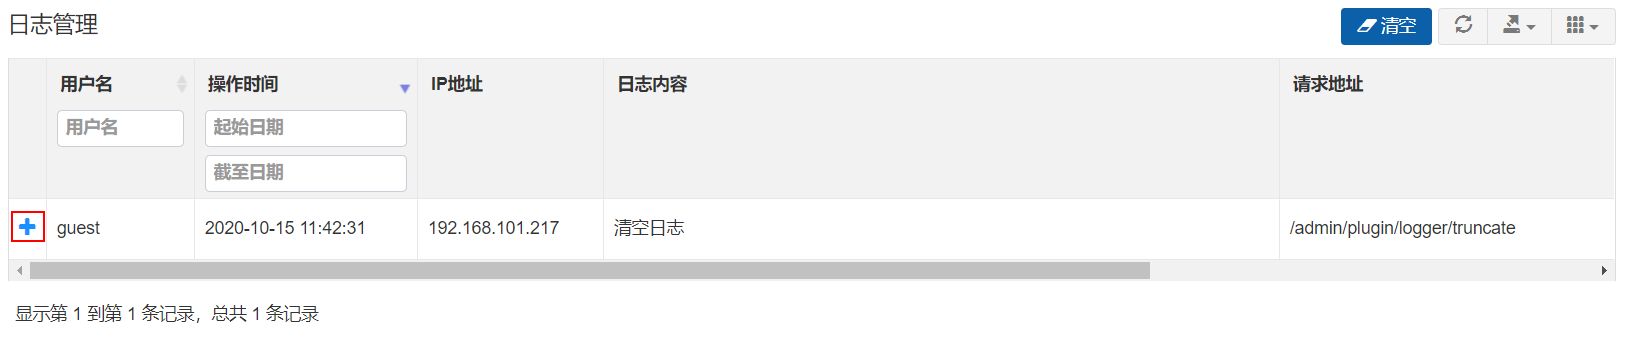 日志管理
清空
用户名 操作时间 IP地址 日志内容 请求地址
用户名 起始日期
截至日期
guest 2020-10-15 11:42:31 192.168.101.217 清空日志 /admin/plugin/logger/truncate
显示第 1 到第 1 条记录，总共 1 条记录